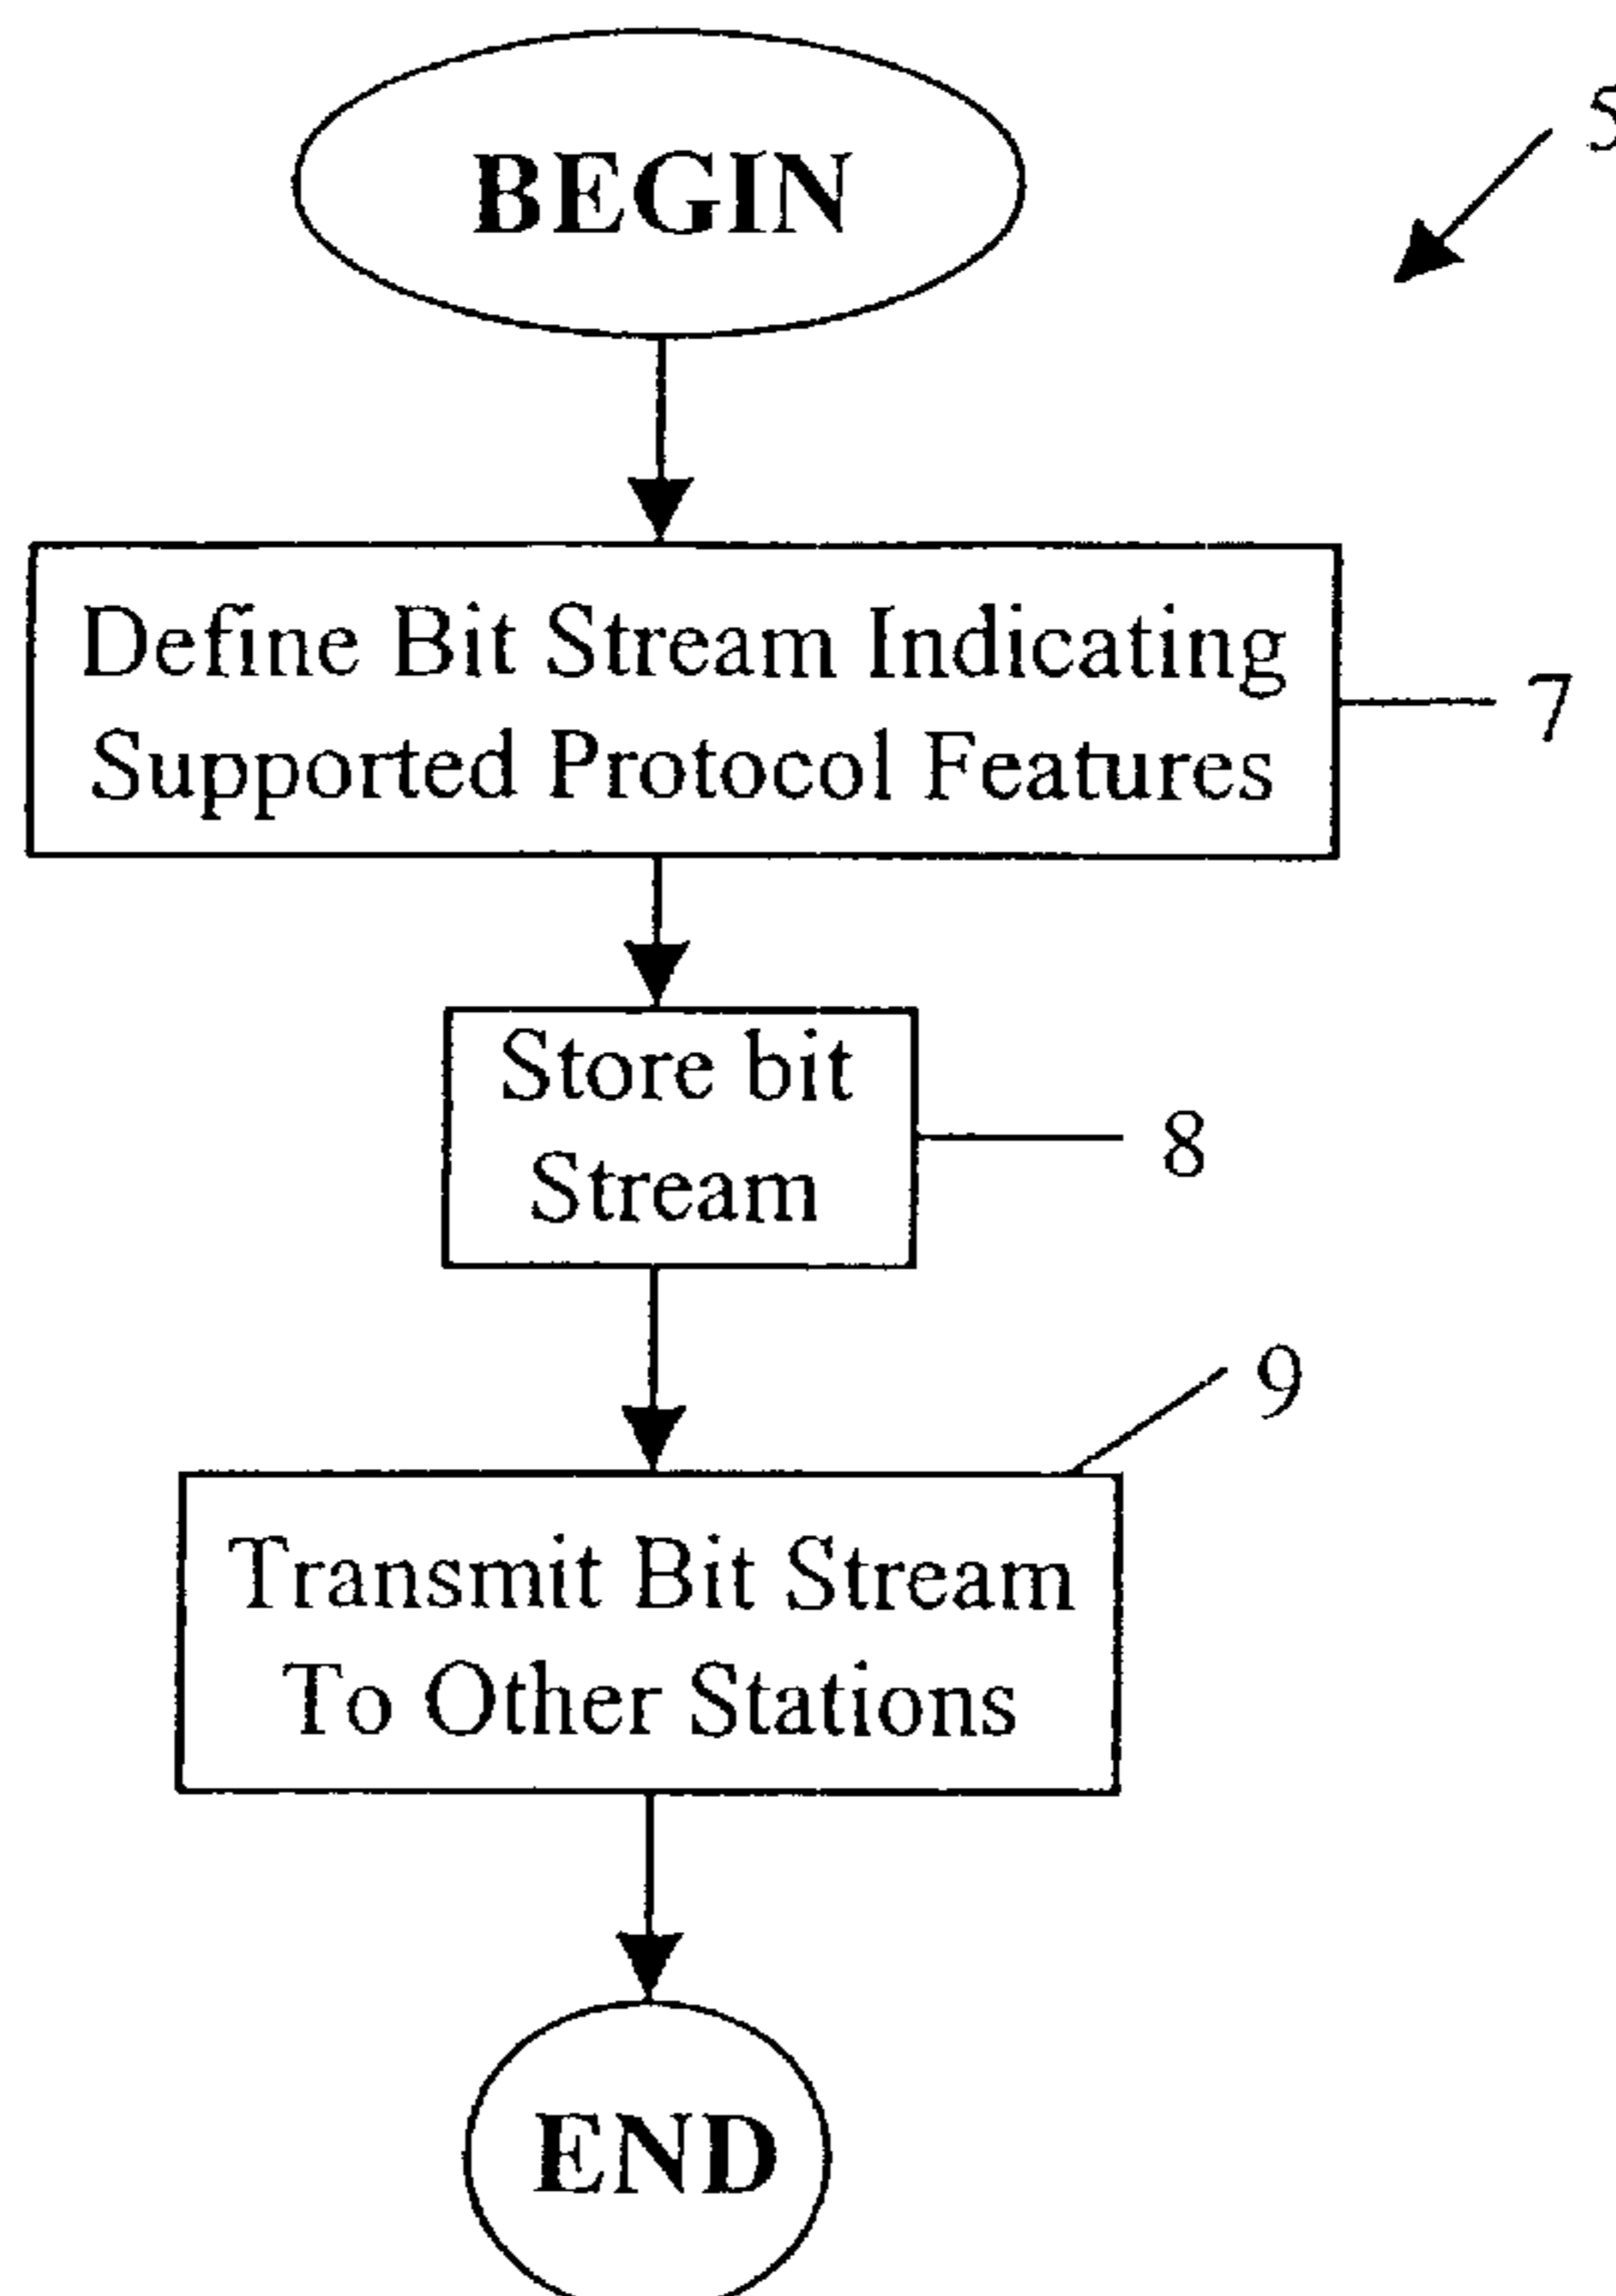 BEGIN
5
Define Bit Stream Indicating
Supported Protocol Features
7
Store bit
Stream
8
9
Transmit Bit Stream
To Other Stations
END